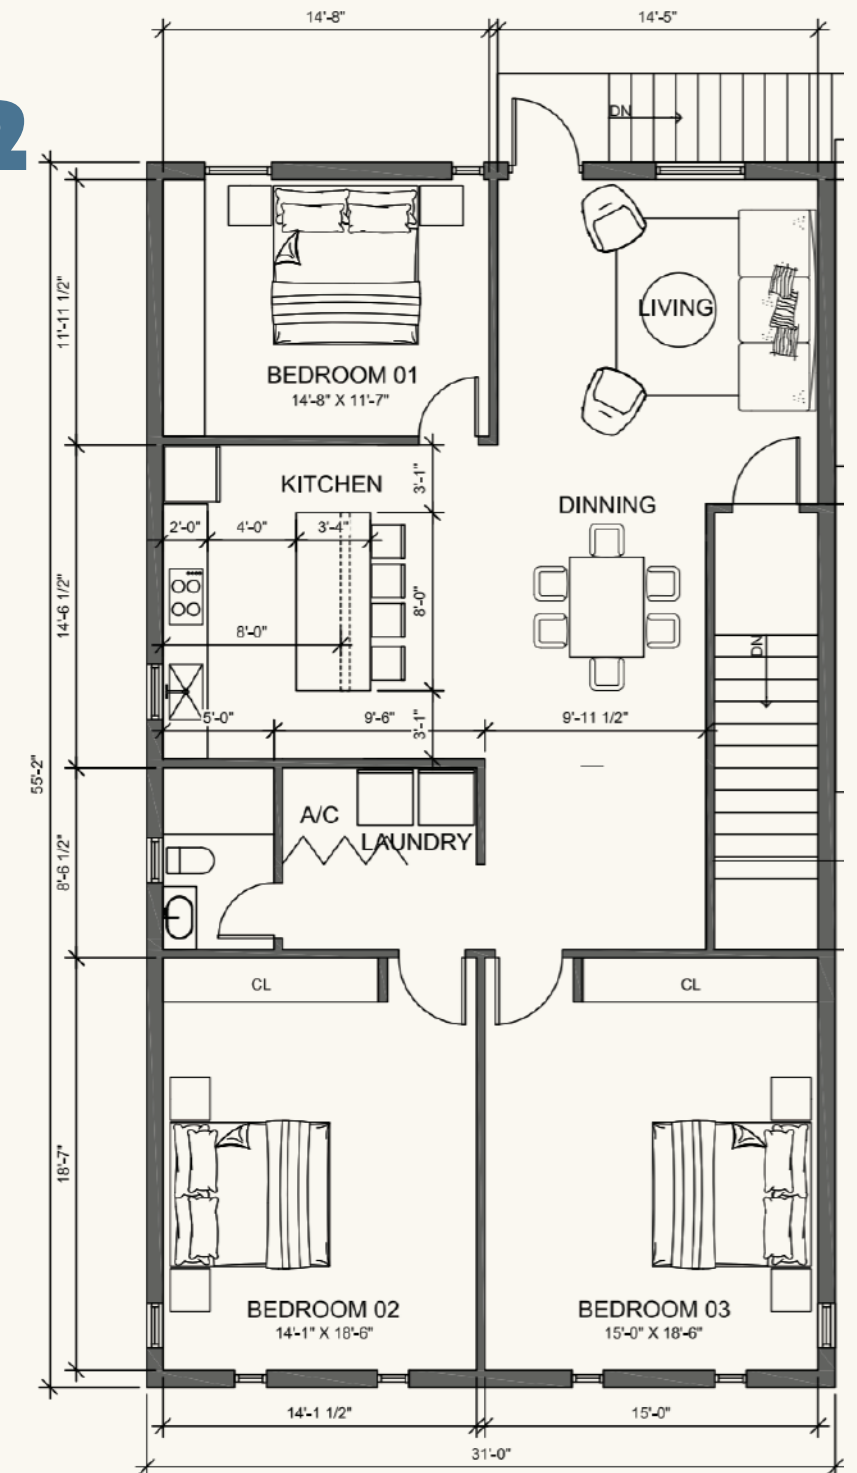 14'-8"
14'-5"
2
DN
11'-11 1/2"
LIVING
BEDROOM 01
14'-8" X 11'-7"
KITCHEN
3'-1"
DINNING
2'-0"
4'-0"
3'-4"
14'-6 1/2"
8'-0"
8'-0"
DN
5'-0"
9'-6"
3'-1"
9'-11 1/2"
55'-2"
A/C
LAUNDRY
8'-6 1/2"
CL
CL
18'-7"
BEDROOM 02
14'-1" X 18'-6"
BEDROOM 03
15'-0" X 18'-6"
14'-1 1/2"
15'-0"
31'-0"